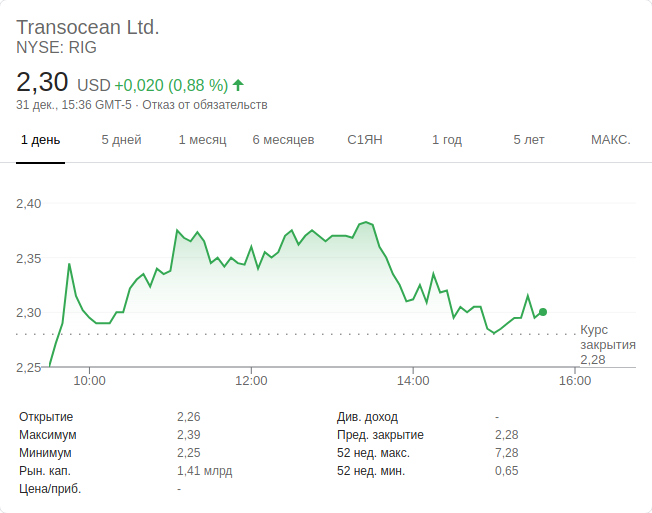 Transocean Ltd.
NYSE: RIG
2,30 USD +0,020 (0,88 %)
31 дек., 15:36 GMT-5 · Отказ от обязательств
1 день 5 дней 1 месяц 6 месяцев С1ЯН 1 год 5 лет МАКС.
2,40
2,35
2,30
2,25
Курс
закрытия
2,28
10:00 12:00 14:00 16:00
Открытие 2,26 Див. доход -
Максимум 2,39 Пред. закрытие 2,28
Минимум 2,25 52 нед. макс. 7,28
Рын. кап. 1,41 млрд 52 нед. мин. 0,65
Цена/приб. -